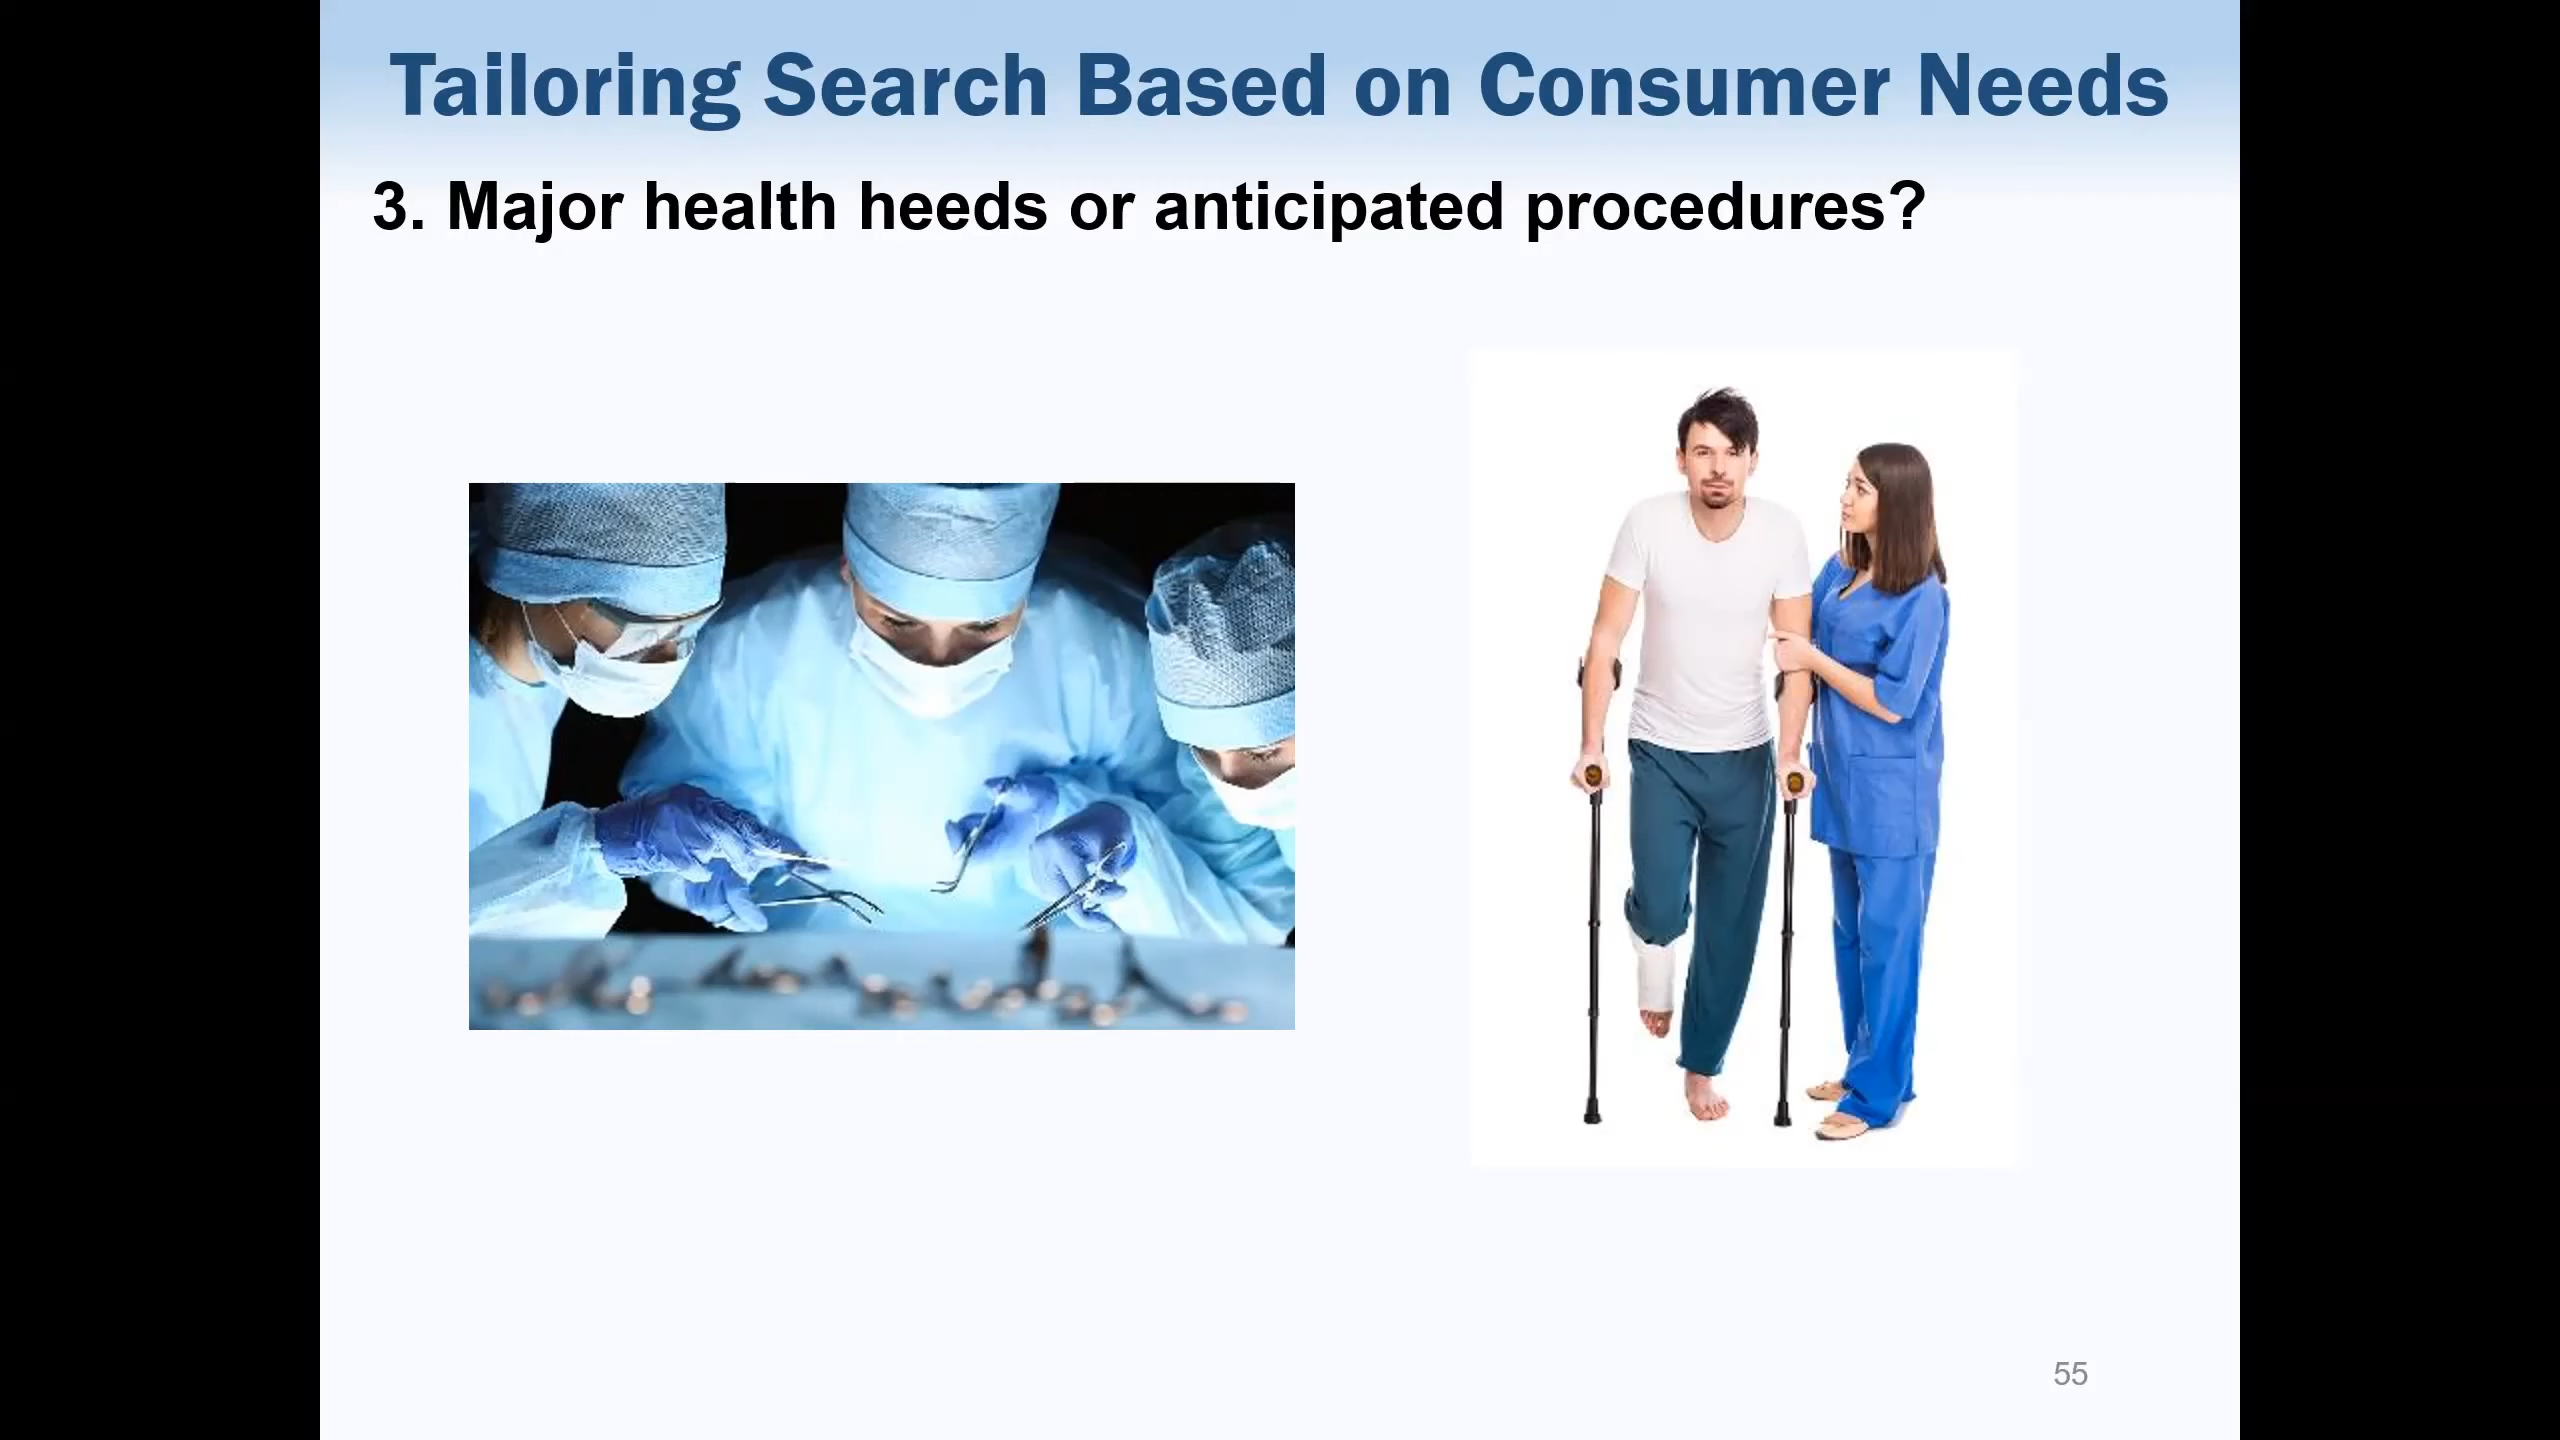 Tailoring Search Based on Consumer Needs
3. Major health heeds or anticipated procedures?
55